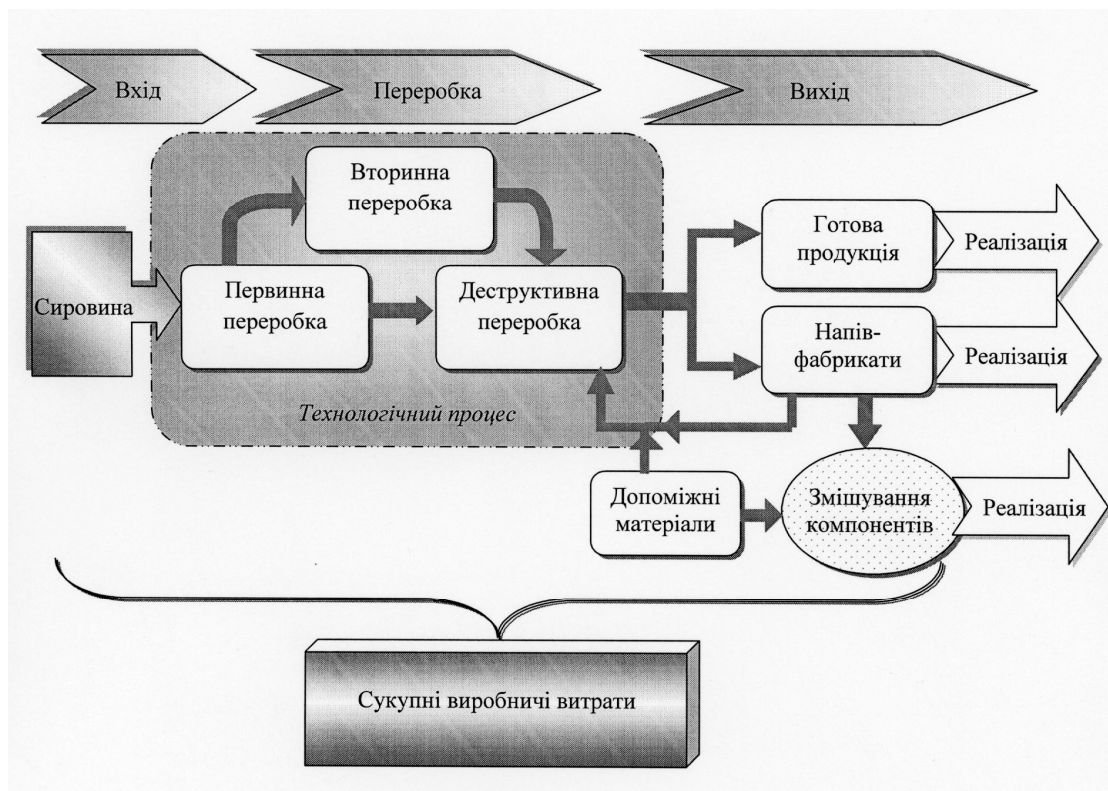 Вхід
Переробка
Вихід
Вторинна
переробка
Готова
продукція
Реалізація
Сировина
Первинна
переробка
Деструктивна
переробка
Напів-
фабрикати
Реалізація
Технологічний процес
Допоміжні
матеріали
Змішування
компонентів
Реалізація
Сукупні виробничі витрати